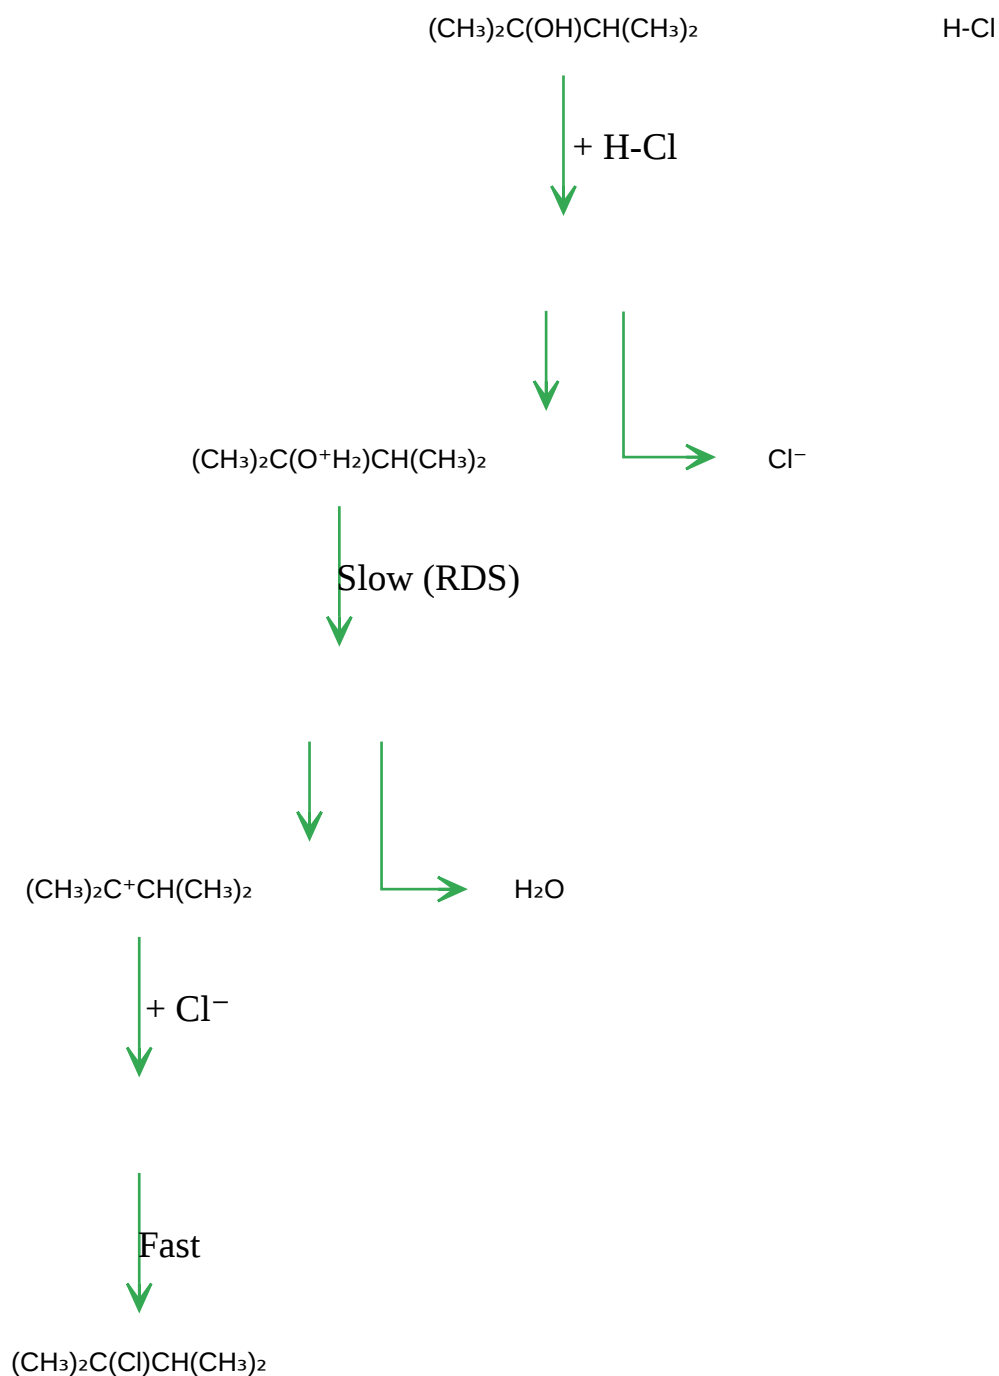 (CH₃)₂C(OH)CH(CH₃)₂
H-Cl
+ H-Cl
(CH₃)₂C(O⁺H₂)CH(CH₃)₂
Cl⁻
Slow (RDS)
(CH₃)₂C⁺CH(CH₃)₂
H₂O
+ Cl⁻
Fast
(CH₃)₂C(Cl)CH(CH₃)₂